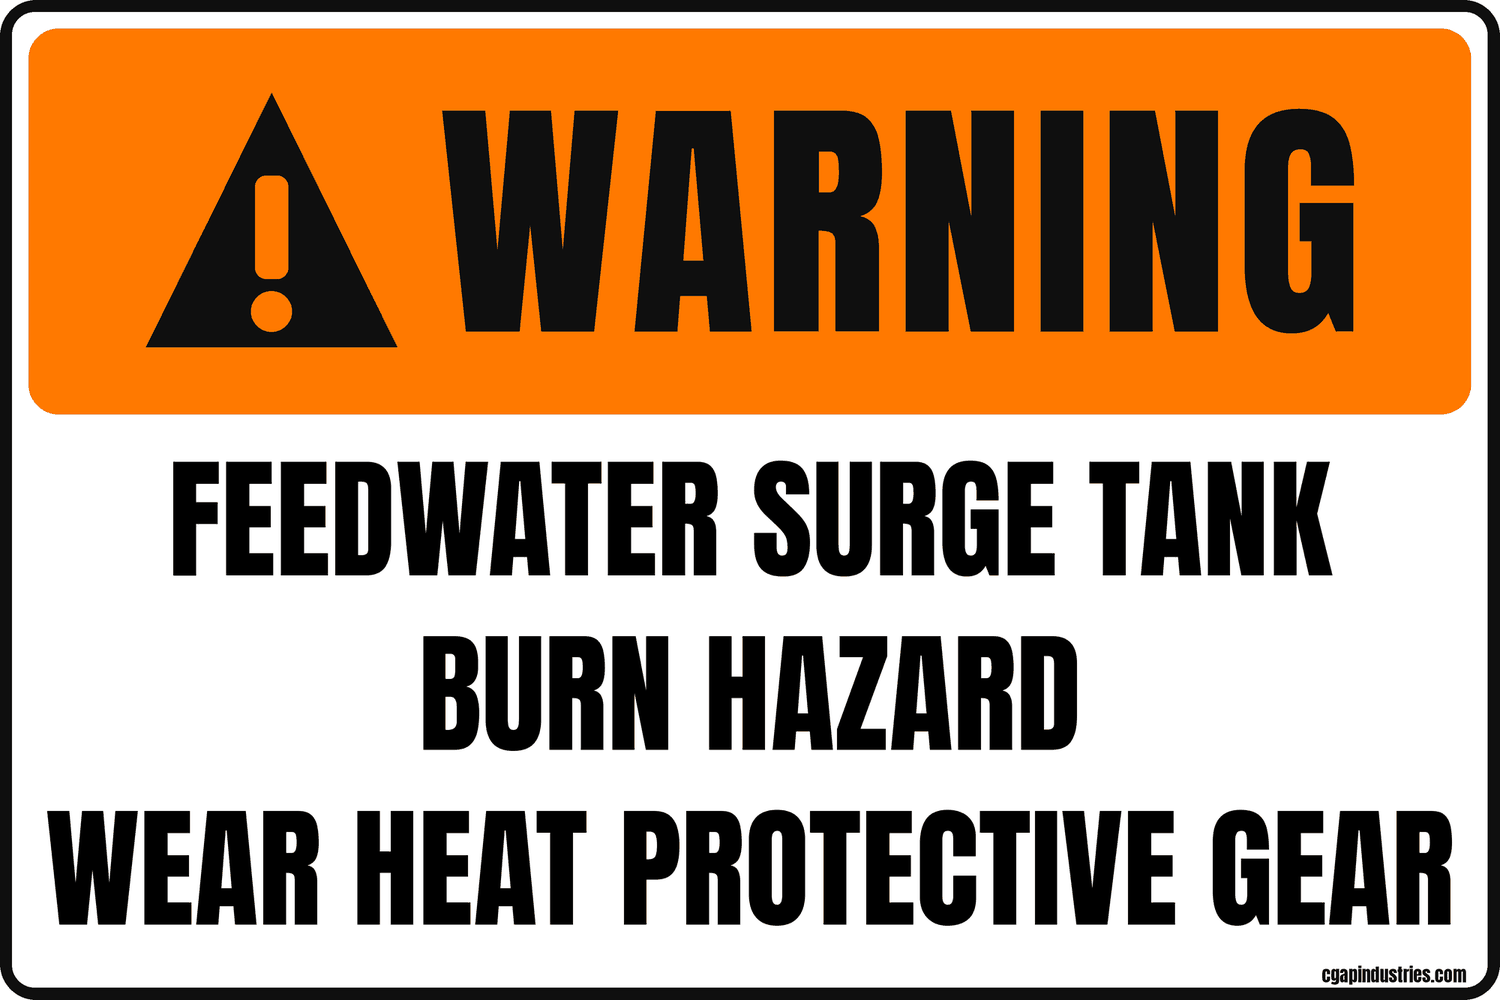 WARNING
FEEDWATER SURGE TANK
BURN HAZARD
WEAR HEAT PROTECTIVE GEAR
cgapindustries.com